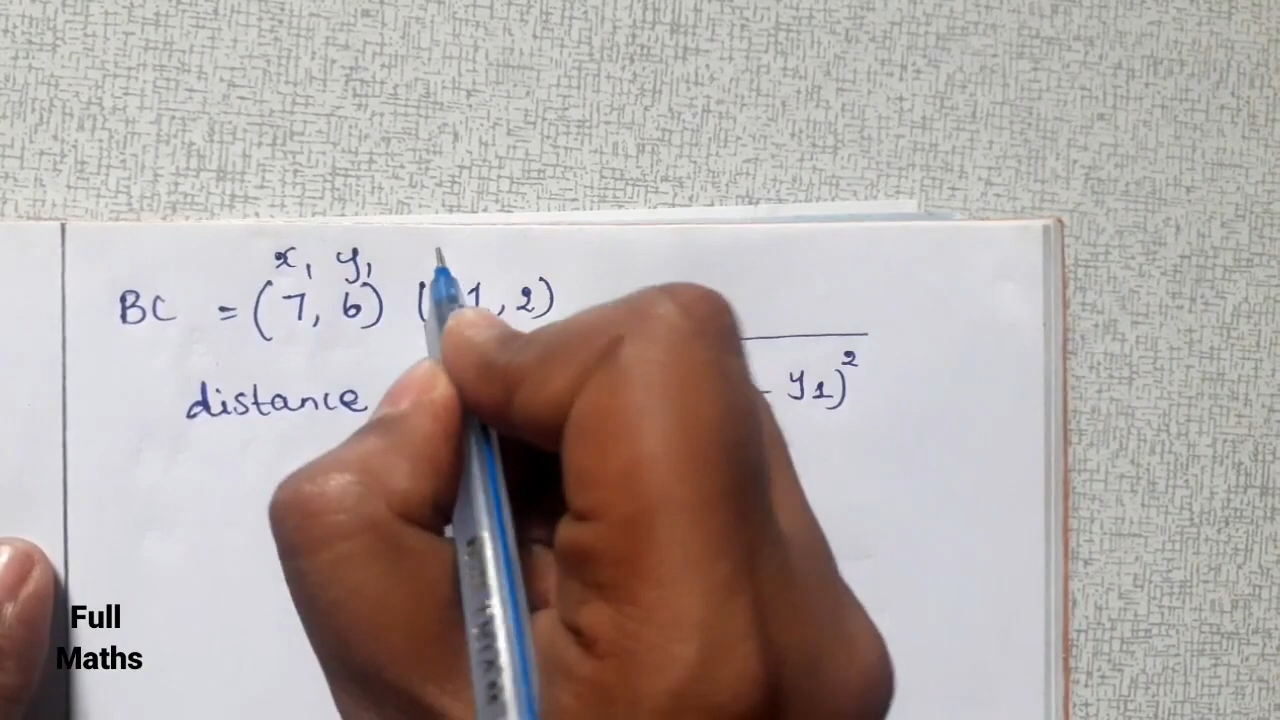 x₁ y₁
BC = (7, 6) ( 1, 2)
distance - y1)²
Full
Maths